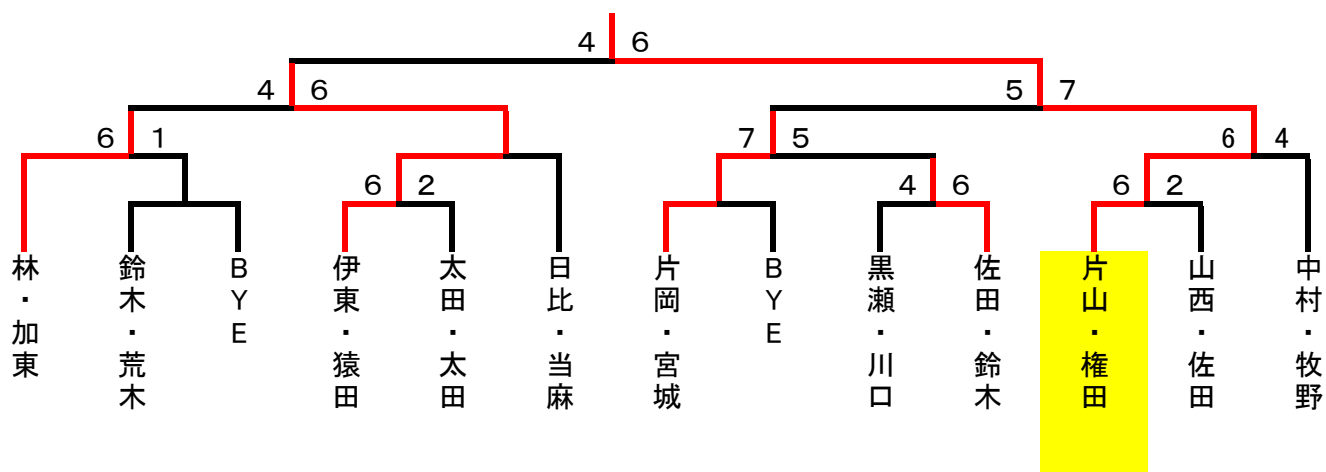 4 6
4 6
5 7
6 1
7 5
6 4
6 2
4 6
6 2
林・加東
鈴木・荒木
BYE
伊東・猿田
太田・太田
日比・当麻
片岡・宮城
BYE
黒瀬・川口
佐田・鈴木
片山・権田
山西・佐田
中村・牧野